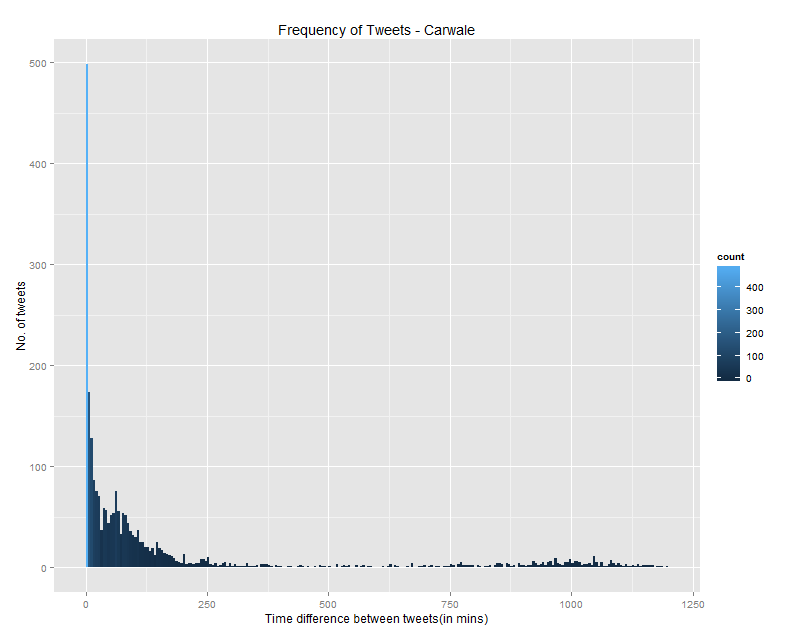 Frequency of Tweets - Carwale
No. of tweets
500
400
300
200
100
0
0 250 500 750 1000 1250
Time difference between tweets(in mins)
count
400
300
200
100
0